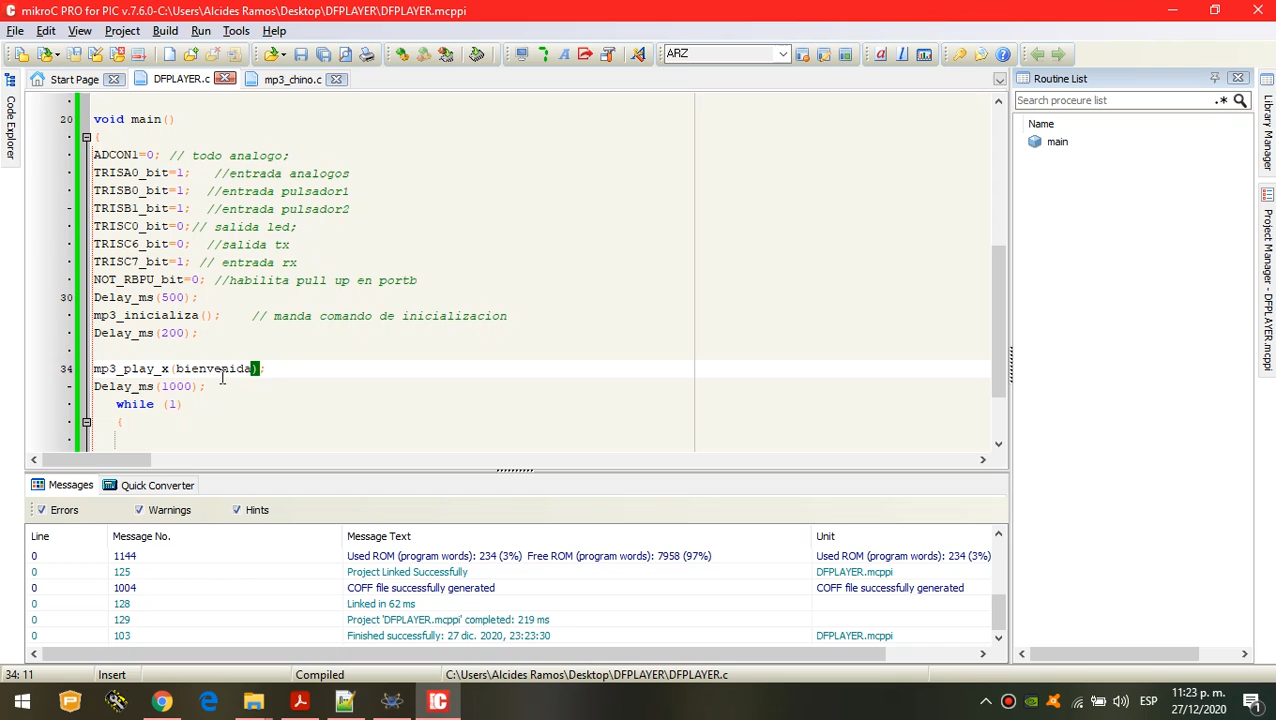 mikroC PRO for PIC v.7.6.0-C:\Users\Alcides Ramos\Desktop\DFPLAYER\DFPLAYER.mcppi
File Edit View Project Build Run Tools Help
ARZ
Start Page DFPLAYER.c mp3_chino.c
Routine List
Search proceure list
Name
main
Code Explorer
Library Manager
Project Manager - DFPLAYER.mcppi
20 void main()
{
ADCON1=0; // todo analogo;
TRISA0_bit=1; //entrada analogos
TRISB0_bit=1; //entrada pulsador1
TRISB1_bit=1; //entrada pulsador2
TRISC0_bit=0;// salida led;
TRISC6_bit=0; //salida tx
TRISC7_bit=1; // entrada rx
NOT_RBPU_bit=0; //habilita pull up en portb
30 Delay_ms(500);
mp3_inicializa(); // manda comando de inicializacion
Delay_ms(200);
34 mp3_play_x(bienvenida);
Delay_ms(1000);
while (1)
{
Messages Quick Converter
Errors Warnings Hints
Line Message No. Message Text Unit
0 1144 Used ROM (program words): 234 (3%) Free ROM (program words): 7958 (97%) Used ROM (program words): 234 (3%)
0 125 Project Linked Successfully DFPLAYER.mcppi
0 1004 COFF file successfully generated COFF file successfully generated
0 128 Linked in 62 ms
0 129 Project 'DFPLAYER.mcppi' completed: 219 ms
0 103 Finished successfully: 27 dic. 2020, 23:23:30 DFPLAYER.mcppi
34: 11 Insert Compiled C:\Users\Alcides Ramos\Desktop\DFPLAYER\DFPLAYER.c
ESP
11:23 p. m.
27/12/2020